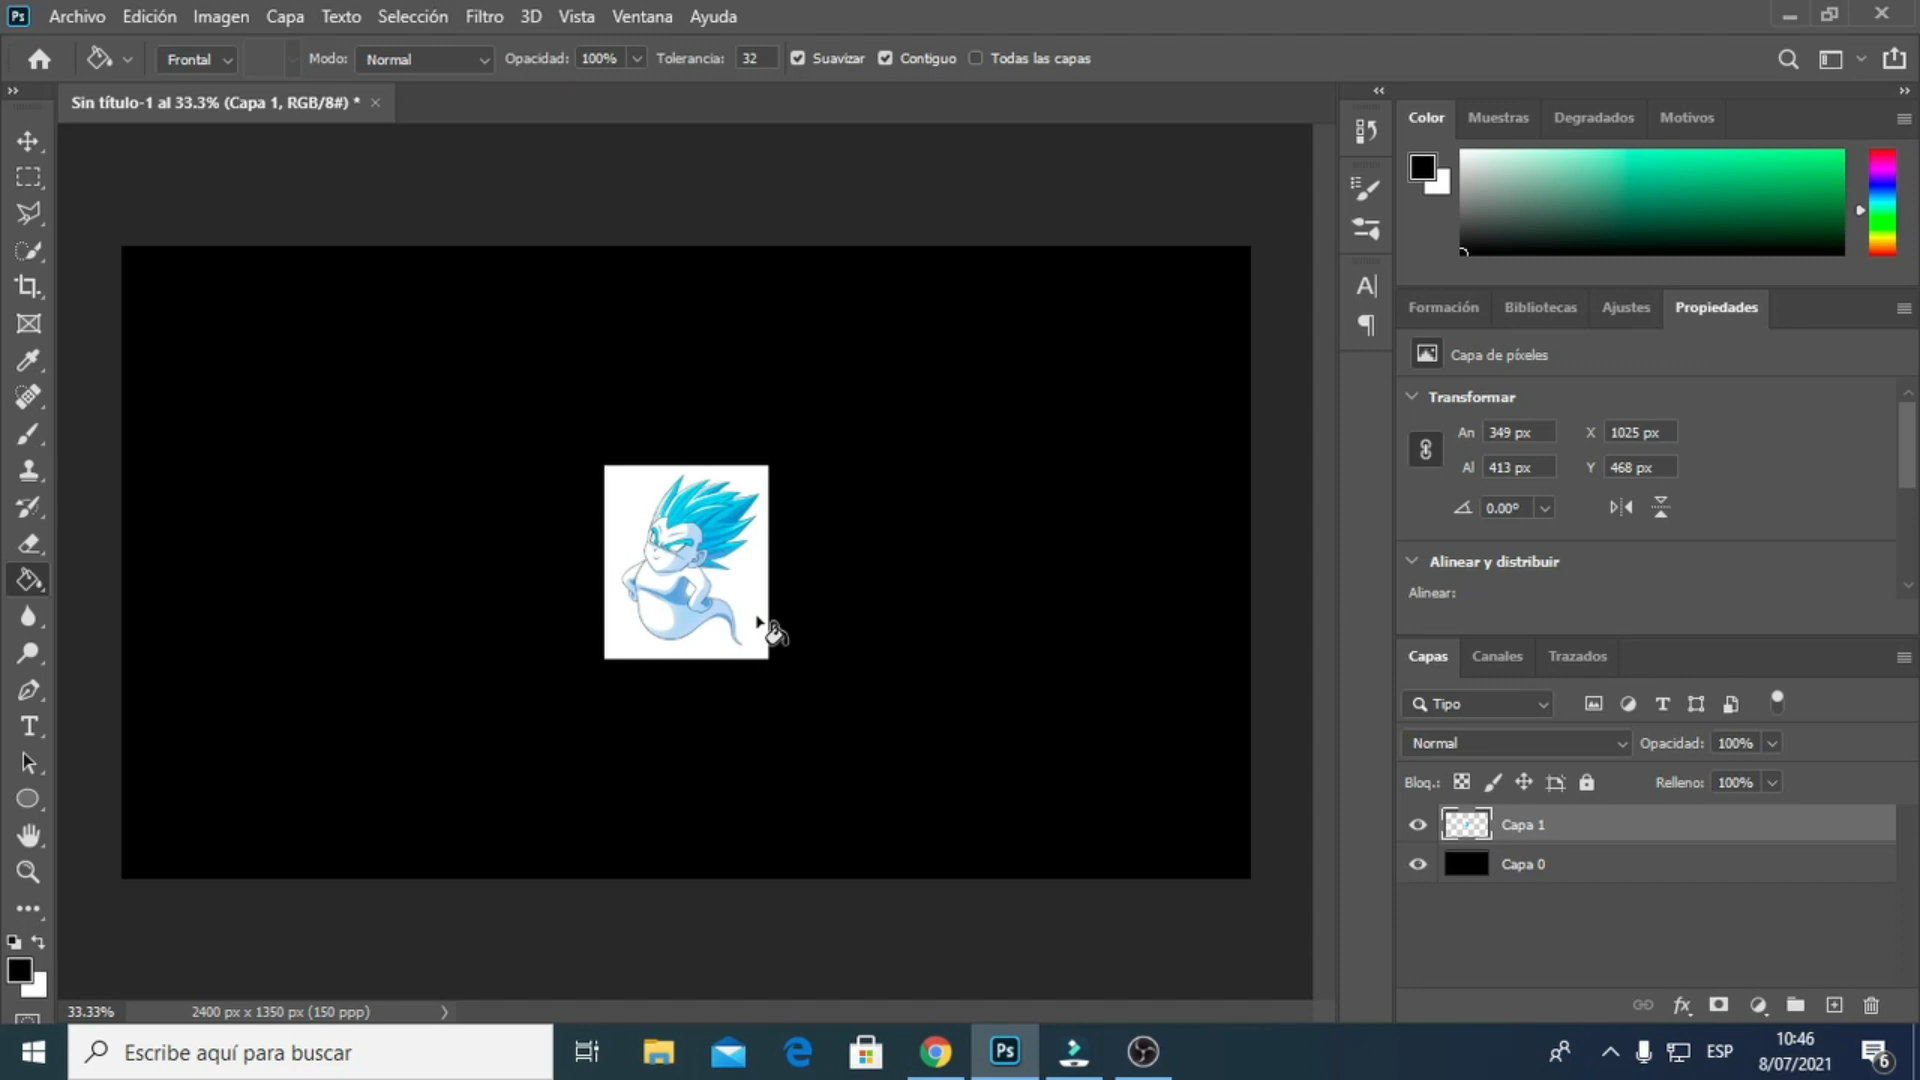 Ps Archivo Edición Imagen Capa Texto Selección Filtro 3D Vista Ventana Ayuda
Frontal Modo: Normal Opacidad: 100% Tolerancia: 32 Suavizar Contiguo Todas las capas
Sin título-1 al 33.3% (Capa 1, RGB/8#) *
Color Muestras Degradados Motivos
Formación Bibliotecas Ajustes Propiedades
Capa de píxeles
Transformar
An 349 px X 1025 px
Al 413 px Y 468 px
0.00°
Alinear y distribuir
Alinear:
Capas Canales Trazados
Tipo
Normal Opacidad: 100%
Bloq.: Relleno: 100%
Capa 1
Capa 0
33.33% 2400 px x 1350 px (150 ppp)
Escribe aquí para buscar
Ps
ESP
10:46
8/07/2021
6